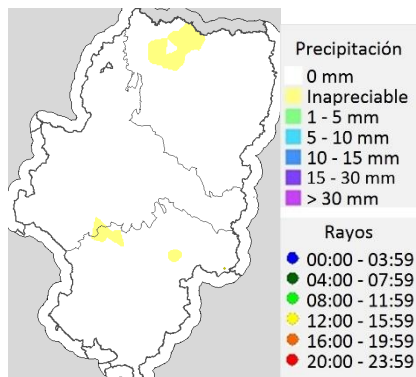 Precipitación
0 mm
Inapreciable
1 - 5 mm
5 - 10 mm
10 - 15 mm
15 - 30 mm
> 30 mm
Rayos
00:00 - 03:59
04:00 - 07:59
08:00 - 11:59
12:00 - 15:59
16:00 - 19:59
20:00 - 23:59